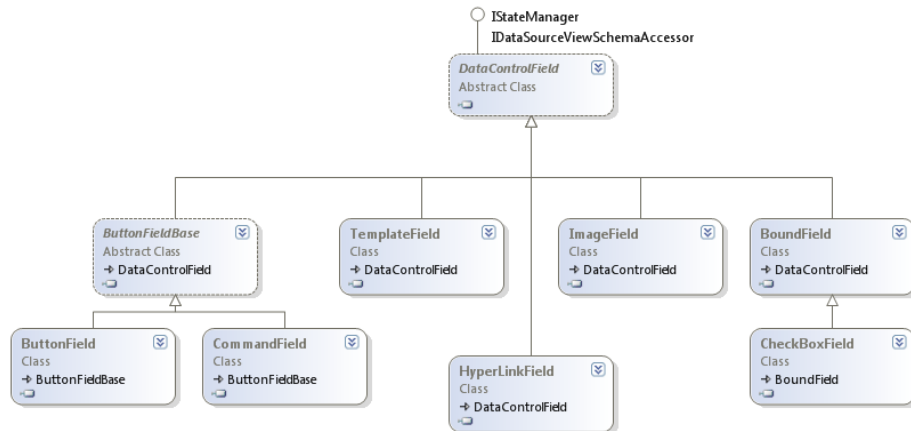 IStateManager
IDataSourceViewSchemaAccessor
DataControlField
Abstract Class
ButtonFieldBase
Abstract Class
DataControlField
TemplateField
Class
DataControlField
ImageField
Class
DataControlField
BoundField
Class
DataControlField
ButtonField
Class
ButtonFieldBase
CommandField
Class
ButtonFieldBase
HyperLinkField
Class
DataControlField
CheckBoxField
Class
BoundField